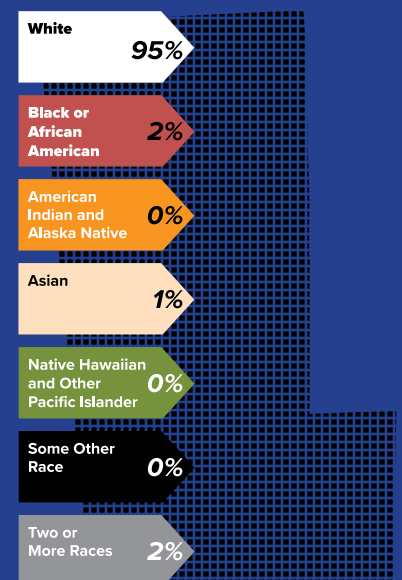 White
95%
Black or
African
American
2%
American
Indian and
Alaska Native
0%
Asian
1%
Native Hawaiian
and Other
Pacific Islander
0%
Some Other
Race
0%
Two or
More Races
2%